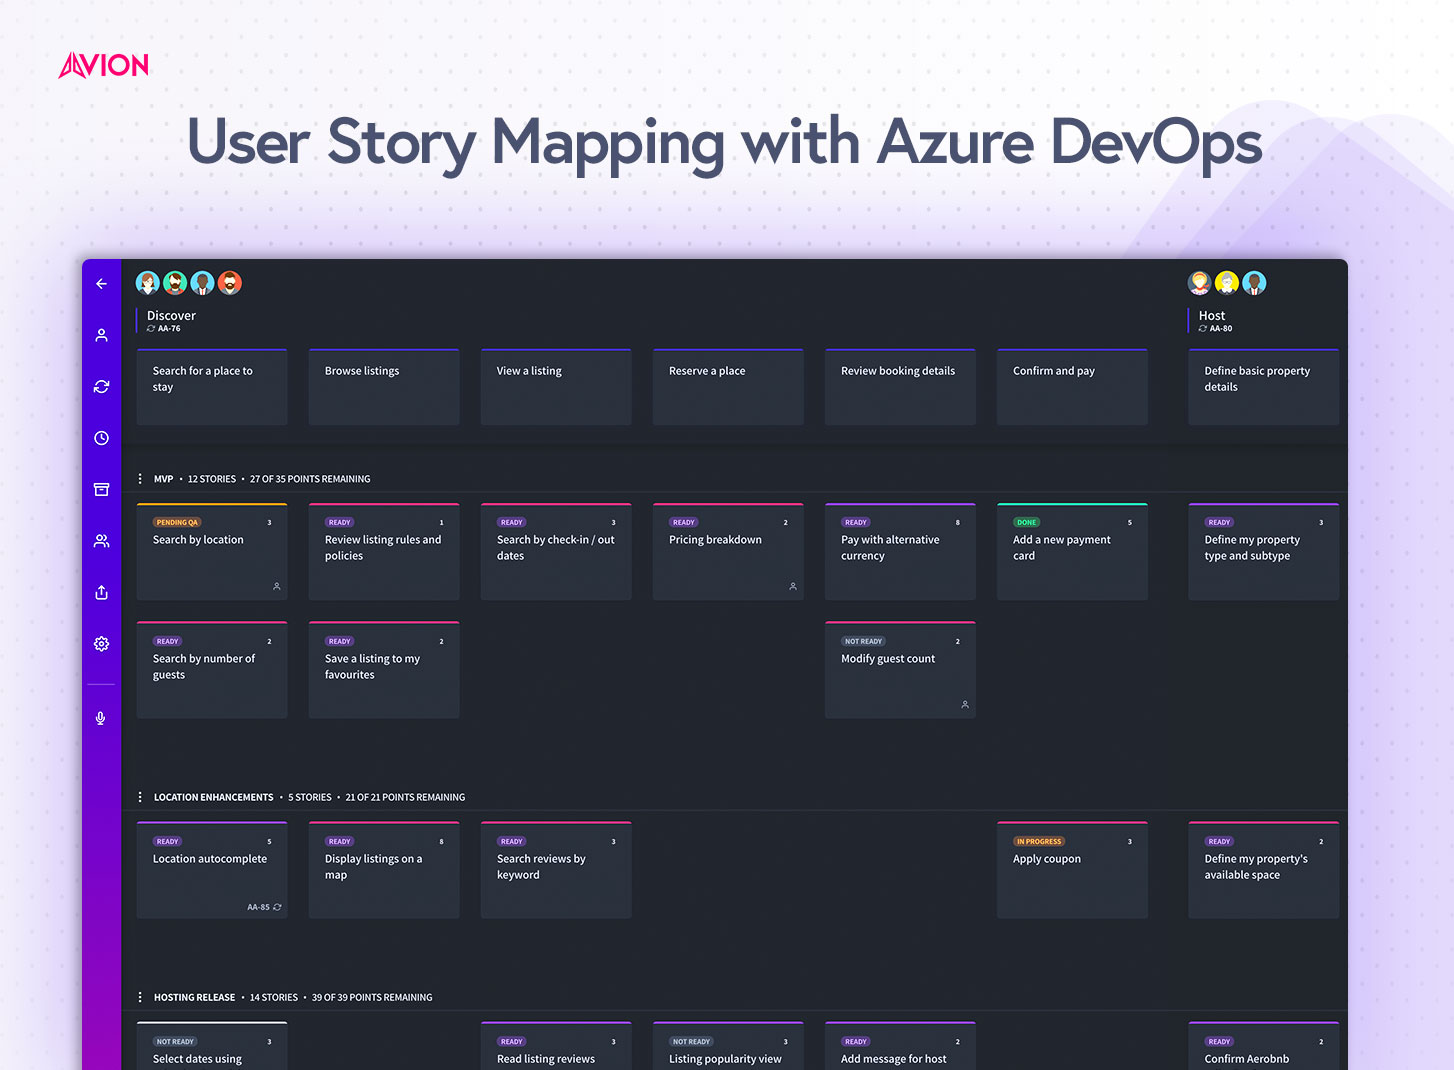 AVION
User Story Mapping with Azure DevOps
Discover
AA-76
Host
AA-80
Search for a place to
stay
Browse listings
View a listing
Reserve a place
Review booking details
Confirm and pay
Define basic property
details
MVP • 12 STORIES • 27 OF 35 POINTS REMAINING
PENDING QA 3
Search by location
READY 1
Review listing rules and
policies
READY 3
Search by check-in / out
dates
READY 2
Pricing breakdown
READY 8
Pay with alternative
currency
DONE 5
Add a new payment
card
READY 3
Define my property
type and subtype
READY 2
Search by number of
guests
READY 2
Save a listing to my
favourites
NOT READY 2
Modify guest count
LOCATION ENHANCEMENTS • 5 STORIES • 21 OF 21 POINTS REMAINING
READY 5
Location autocomplete
AA-85
READY 8
Display listings on a
map
READY 3
Search reviews by
keyword
IN PROGRESS 3
Apply coupon
READY 2
Define my property's
available space
HOSTING RELEASE • 14 STORIES • 39 OF 39 POINTS REMAINING
NOT READY 3
Select dates using
READY 3
Read listing reviews
NOT READY 3
Listing popularity view
READY 2
Add message for host
READY 2
Confirm Aerobnb